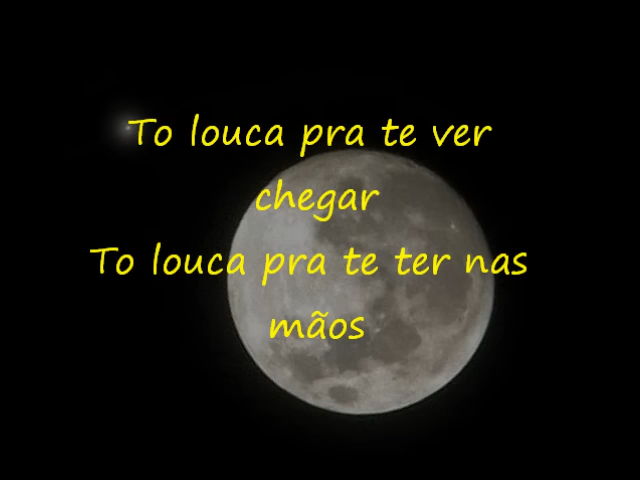 To louca pra te ver
chegar
To louca pra te ter nas
mãos